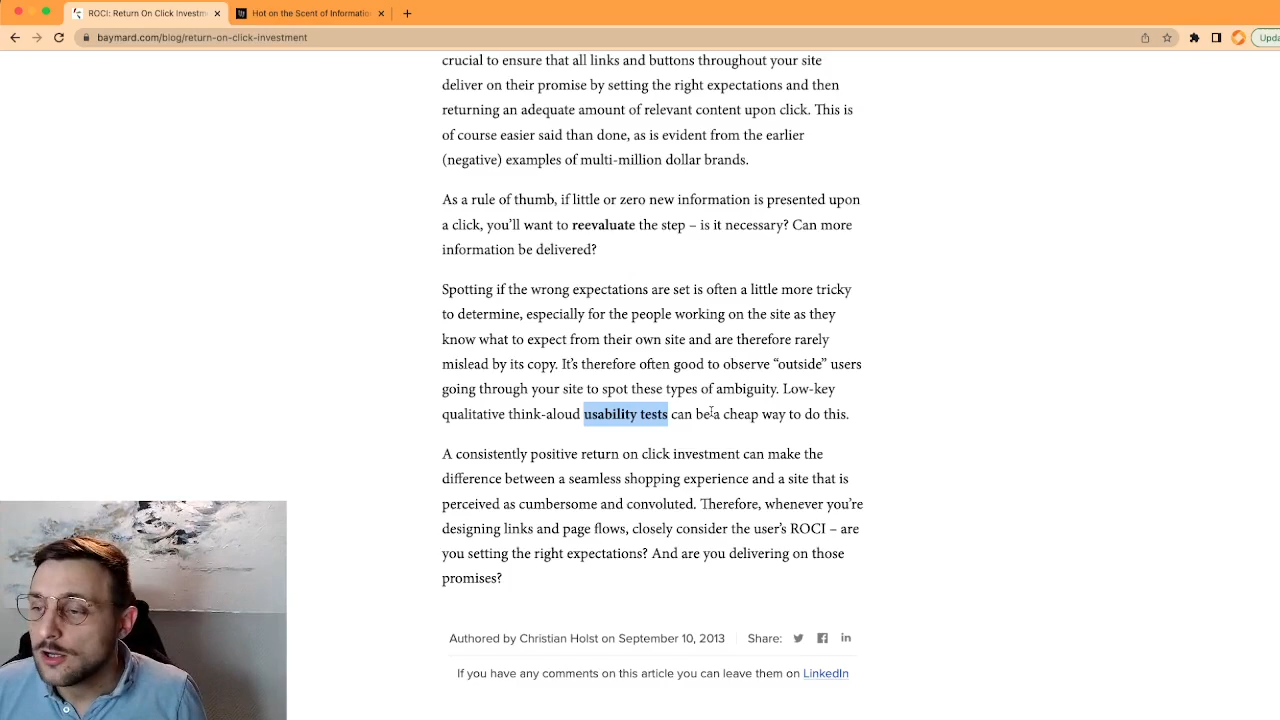 ROCI: Return On Click Investm
Hot on the Scent of Informatio
baymard.com/blog/return-on-click-investment
Upda
crucial to ensure that all links and buttons throughout your site
deliver on their promise by setting the right expectations and then
returning an adequate amount of relevant content upon click. This is
of course easier said than done, as is evident from the earlier
(negative) examples of multi-million dollar brands.
As a rule of thumb, if little or zero new information is presented upon
a click, you’ll want to reevaluate the step – is it necessary? Can more
information be delivered?
Spotting if the wrong expectations are set is often a little more tricky
to determine, especially for the people working on the site as they
know what to expect from their own site and are therefore rarely
mislead by its copy. It’s therefore often good to observe “outside” users
going through your site to spot these types of ambiguity. Low-key
qualitative think-aloud usability tests can be a cheap way to do this.
A consistently positive return on click investment can make the
difference between a seamless shopping experience and a site that is
perceived as cumbersome and convoluted. Therefore, whenever you’re
designing links and page flows, closely consider the user’s ROCI – are
you setting the right expectations? And are you delivering on those
promises?
Authored by Christian Holst on September 10, 2013 Share:
If you have any comments on this article you can leave them on LinkedIn